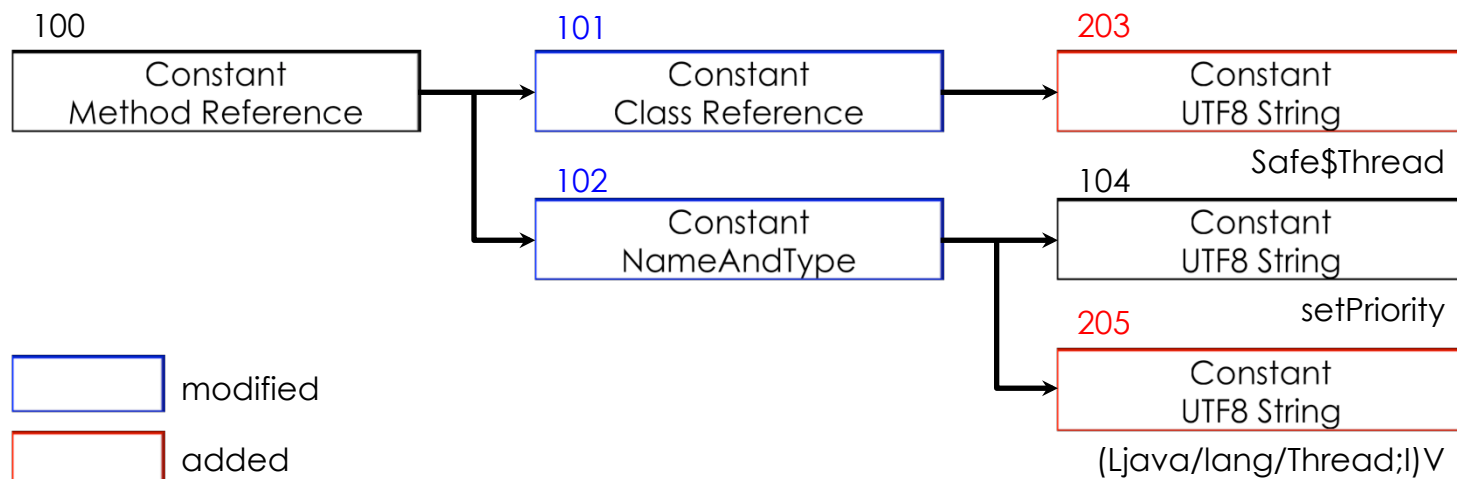 100
Constant
Method Reference
101
Constant
Class Reference
203
Constant
UTF8 String
Safe$Thread
102
Constant
NameAndType
104
Constant
UTF8 String
setPriority
205
Constant
UTF8 String
(Ljava/lang/Thread;I)V
modified
added